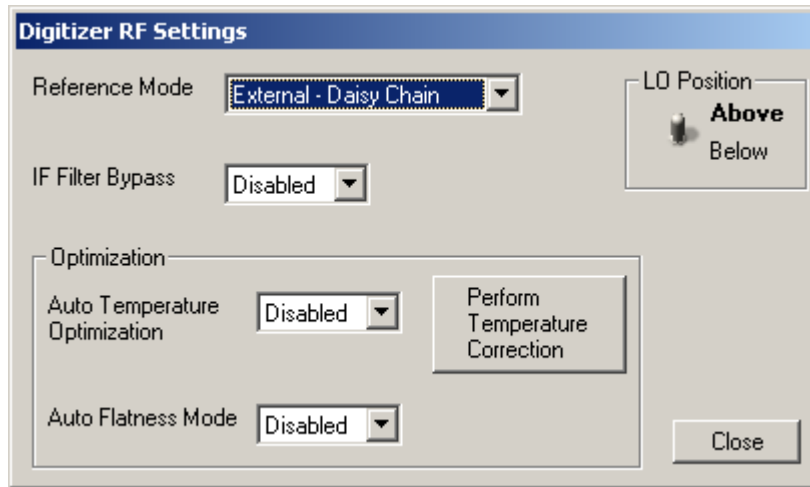 Digitizer RF Settings
Reference Mode
External - Daisy Chain
LO Position
Above
Below
IF Filter Bypass
Disabled
Optimization
Auto Temperature
Optimization
Disabled
Perform
Temperature
Correction
Auto Flatness Mode
Disabled
Close